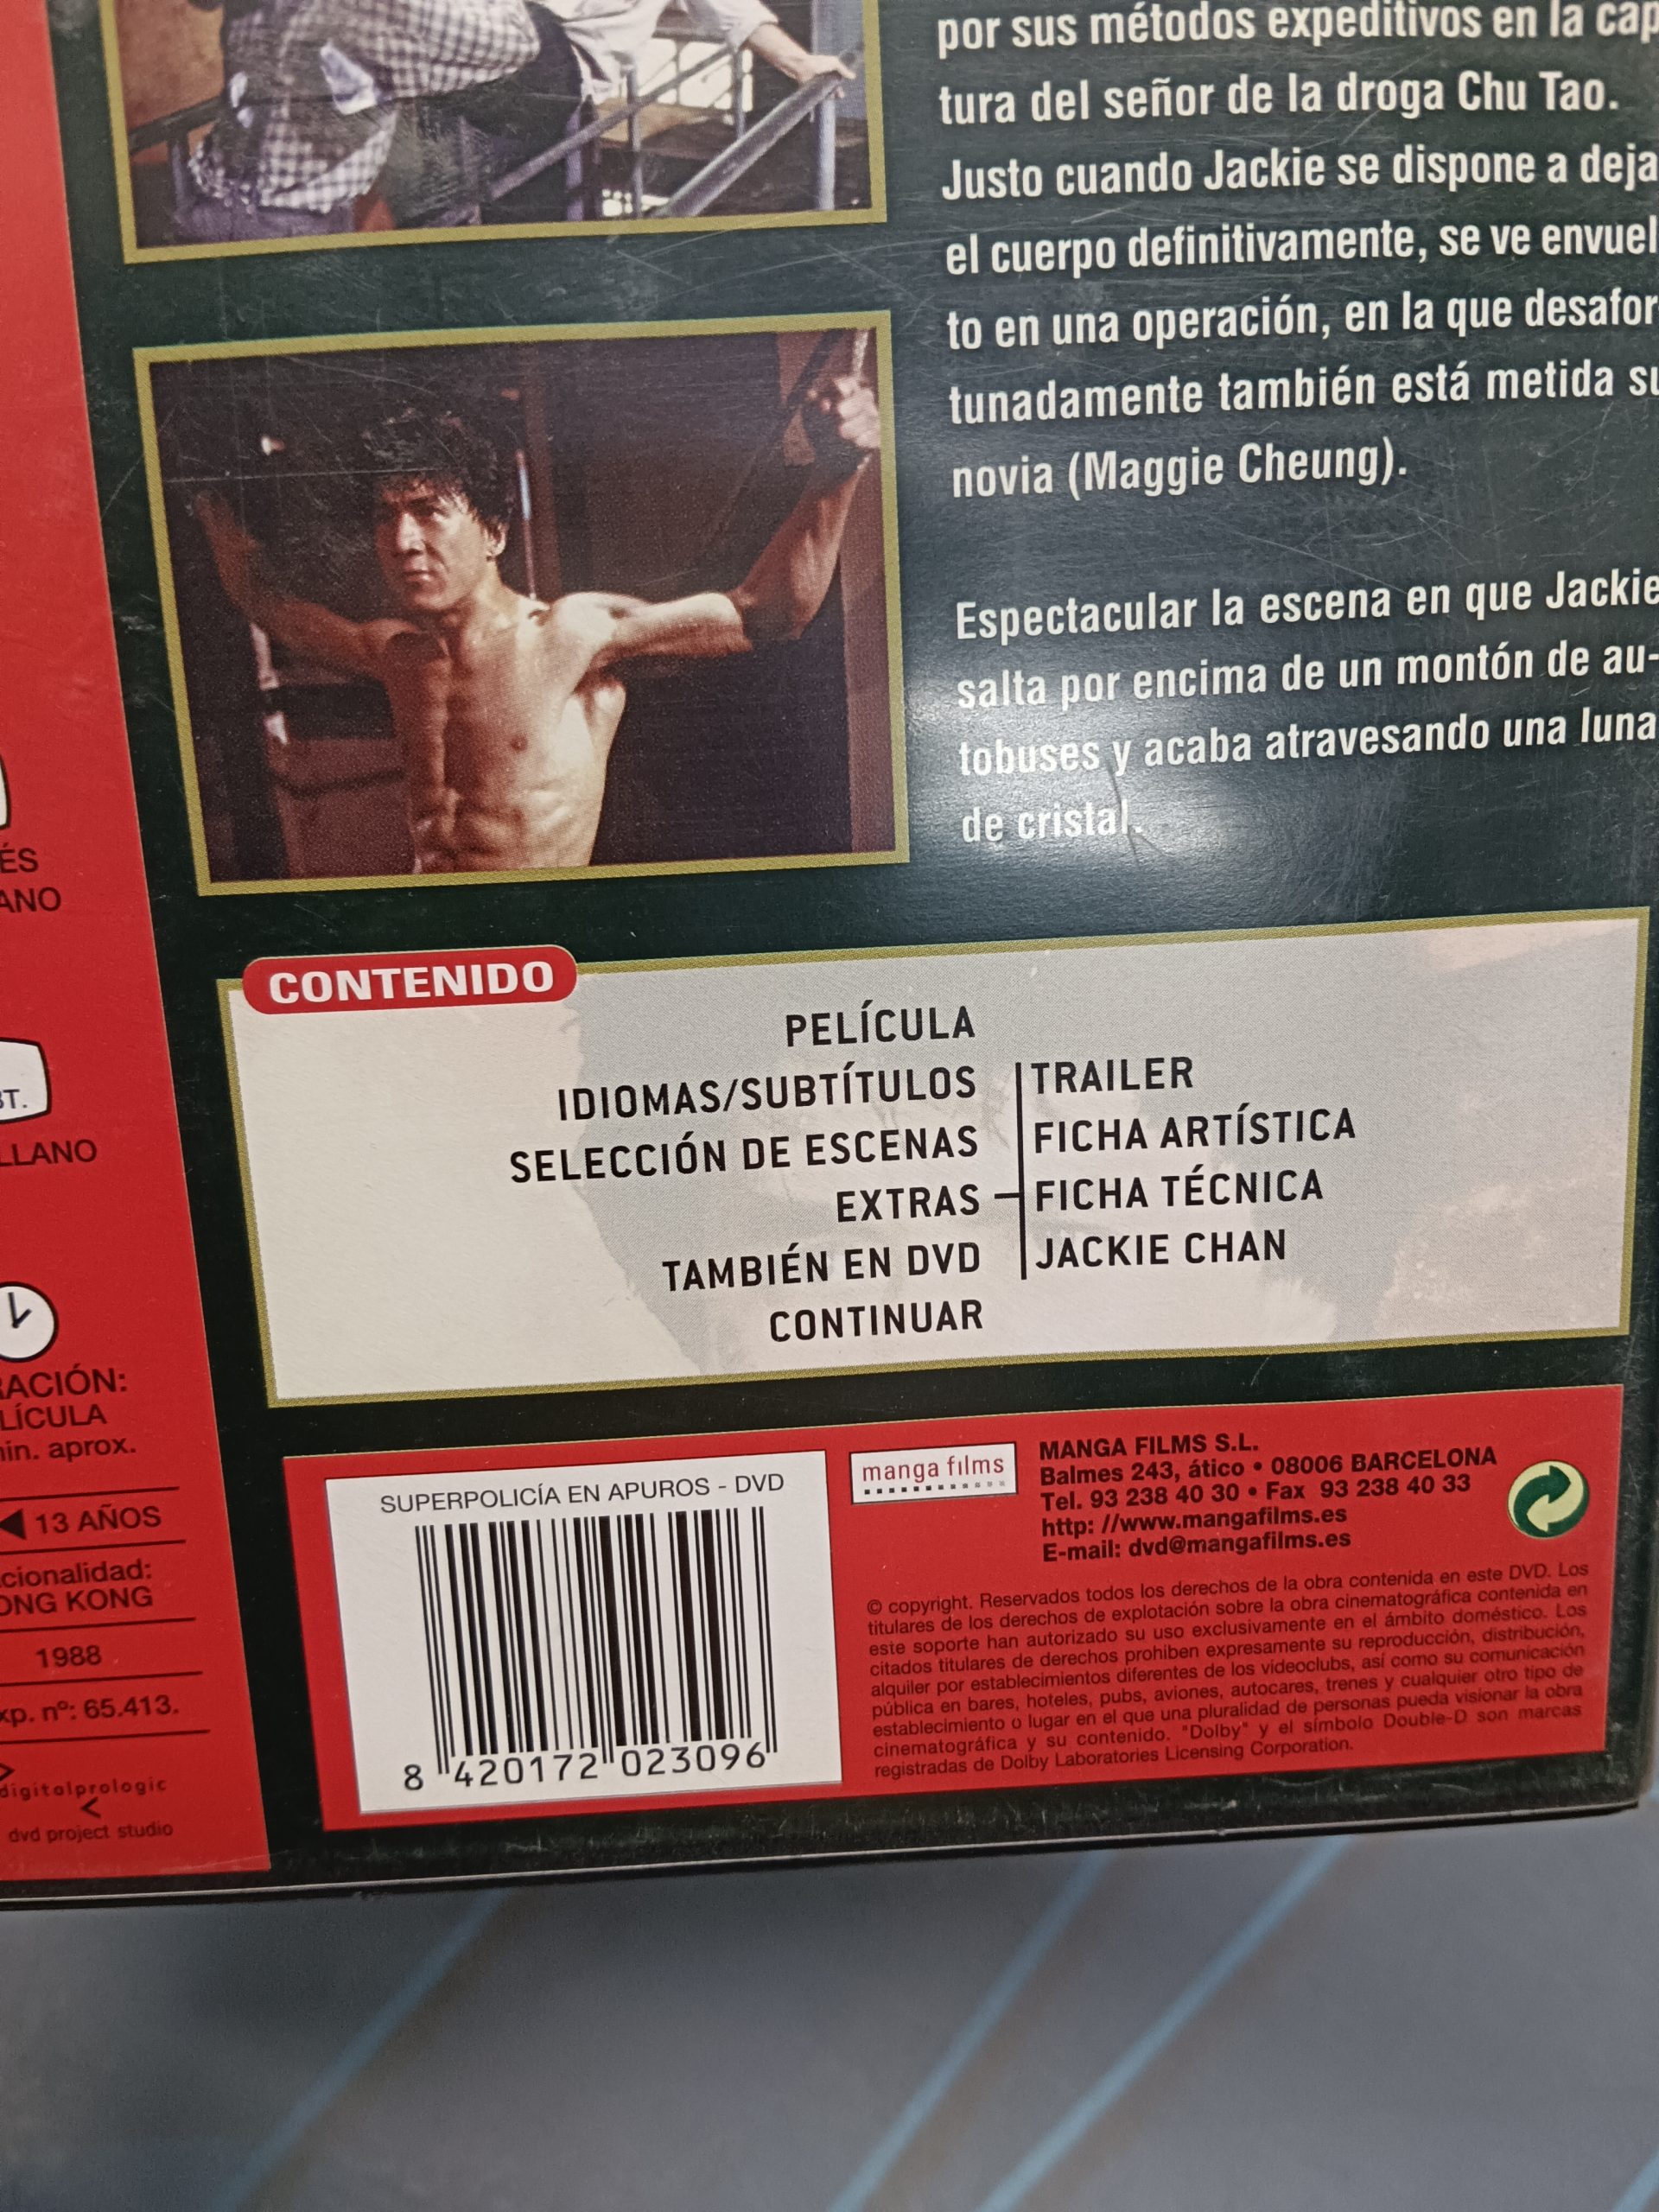 por sus métodos expeditivos en la cap
tura del señor de la droga Chu Tao.
Justo cuando Jackie se dispone a deja
el cuerpo definitivamente, se ve envuel
to en una operación, en la que desafor-
tunadamente también está metida su
novia (Maggie Cheung).
Espectacular la escena en que Jackie
salta por encima de un montón de au-
tobuses y acaba atravesando una luna
de cristal.
ÉS
ANO
BT.
LLANO
RACIÓN:
LÍCULA
min. aprox.
13 AÑOS
cionalidad:
ONG KONG
1988
xp. nº: 65.413.
digitalprologic
dvd project studio
CONTENIDO
PELÍCULA
IDIOMAS/SUBTÍTULOS
SELECCIÓN DE ESCENAS
EXTRAS
TAMBIÉN EN DVD
CONTINUAR
TRAILER
FICHA ARTÍSTICA
FICHA TÉCNICA
JACKIE CHAN
SUPERPOLICÍA EN APUROS - DVD
8 420172 023096
manga films
MANGA FILMS S.L.
Balmes 243, ático • 08006 BARCELONA
Tel. 93 238 40 30 • Fax 93 238 40 33
http: //www.mangafilms.es
E-mail: dvd@mangafilms.es
© copyright. Reservados todos los derechos de la obra contenida en este DVD. Los
titulares de los derechos de explotación sobre la obra cinematográfica contenida en
este soporte han autorizado su uso exclusivamente en el ámbito doméstico. Los
citados titulares de derechos prohiben expresamente su reproducción, distribución,
alquiler por establecimientos diferentes de los videoclubs, así como su comunicación
pública en bares, hoteles, pubs, aviones, autocares, trenes y cualquier otro tipo de
establecimiento o lugar en el que una pluralidad de personas pueda visionar la obra
cinematográfica y su contenido. "Dolby" y el símbolo Double-D son marcas
registradas de Dolby Laboratories Licensing Corporation.